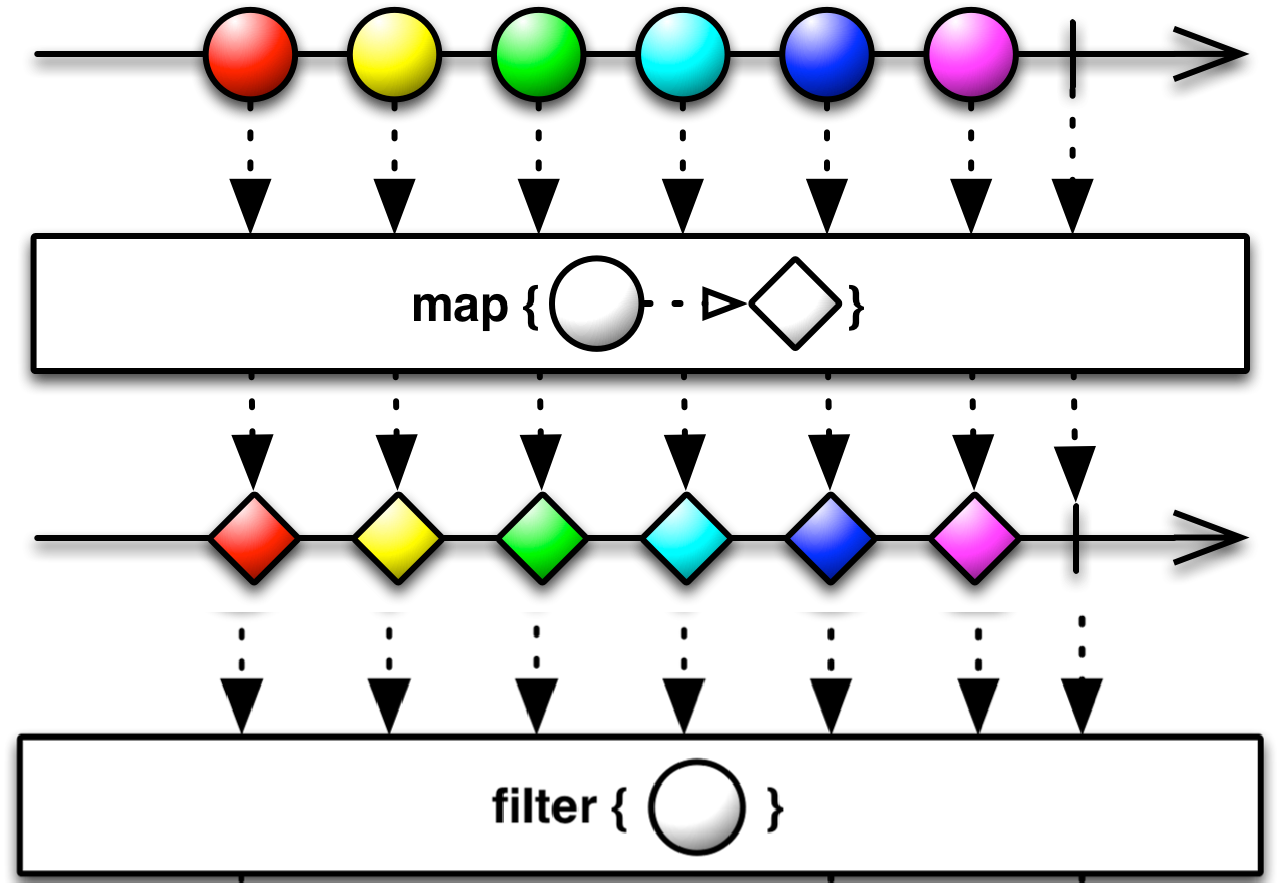 map { }
filter { }